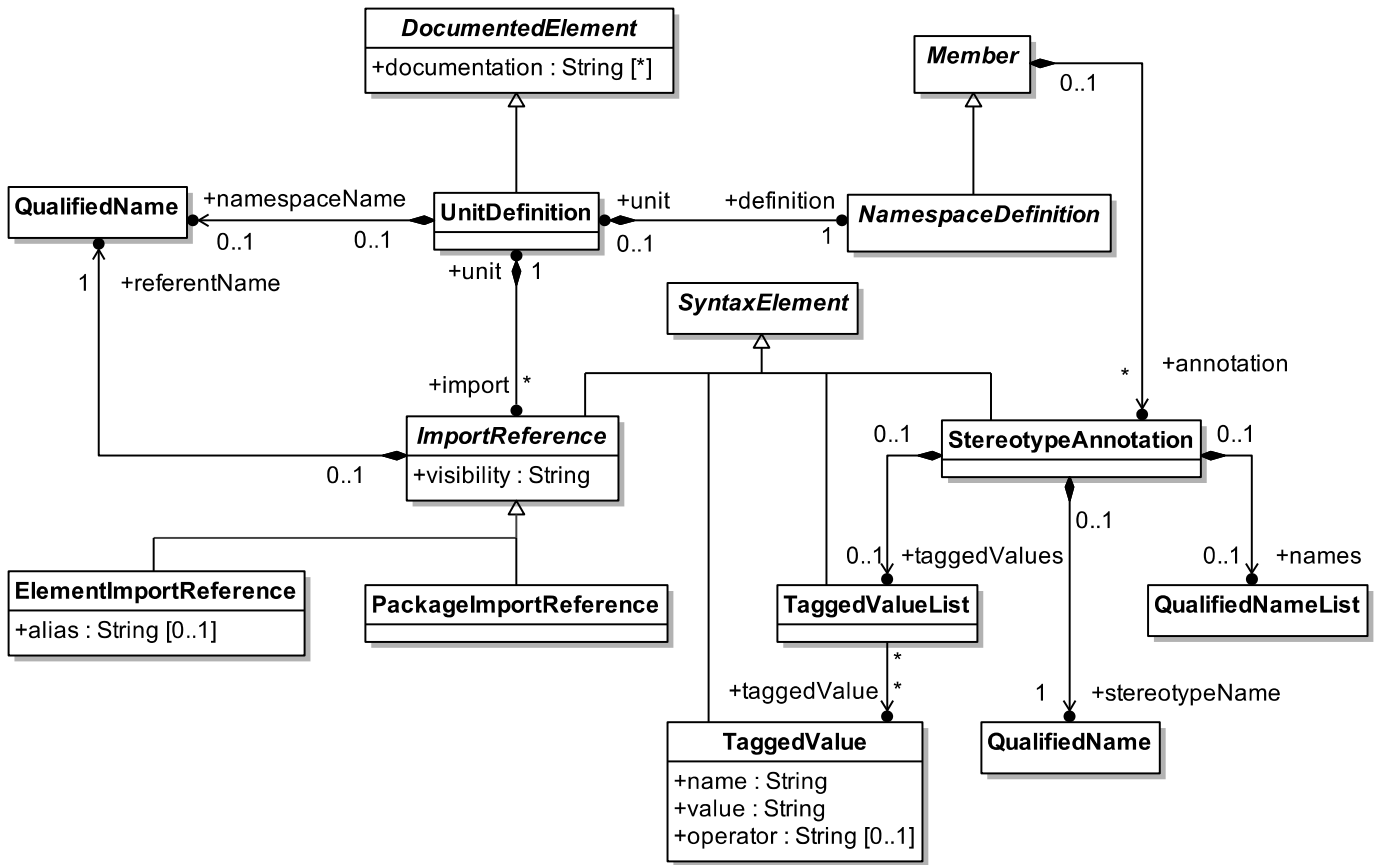 DocumentedElement
+documentation : String [*]
Member
0..1
QualifiedName
+namespaceName
0..1
0..1
UnitDefinition
+unit
0..1
+definition
1
NamespaceDefinition
1
+referentName
+unit
1
SyntaxElement
+import
*
*
+annotation
ImportReference
+visibility : String
0..1
0..1
StereotypeAnnotation
0..1
0..1
0..1
+taggedValues
0..1
+names
ElementImportReference
+alias : String [0..1]
PackageImportReference
TaggedValueList
QualifiedNameList
*
+taggedValue
*
1
+stereotypeName
TaggedValue
+name : String
+value : String
+operator : String [0..1]
QualifiedName